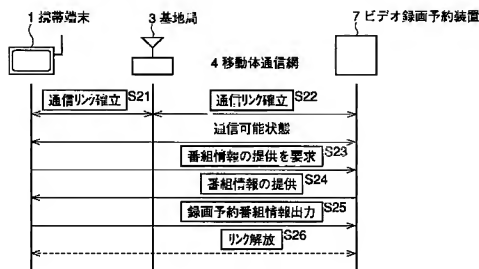 1 携帯端末
3 基地局
7 ビデオ録画予約装置
4 移動体通信網
通信リンク確立 S21
通信リンク確立 S22
通信可能状態
番組情報の提供を要求 S23
番組情報の提供 S24
録画予約番組情報出力 S25
リンク解放 S26